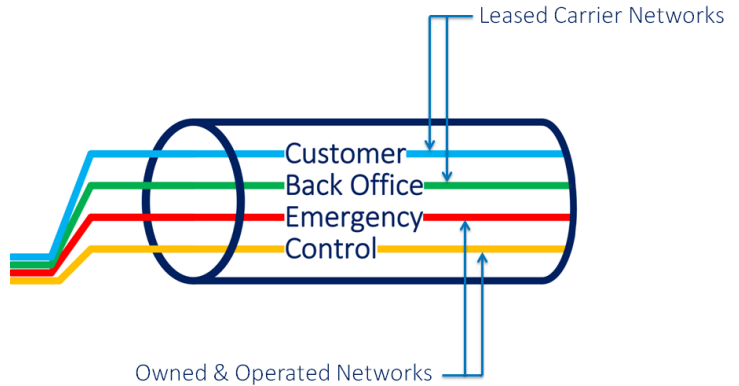 Leased Carrier Networks
Customer
Back Office
Emergency
Control
Owned & Operated Networks